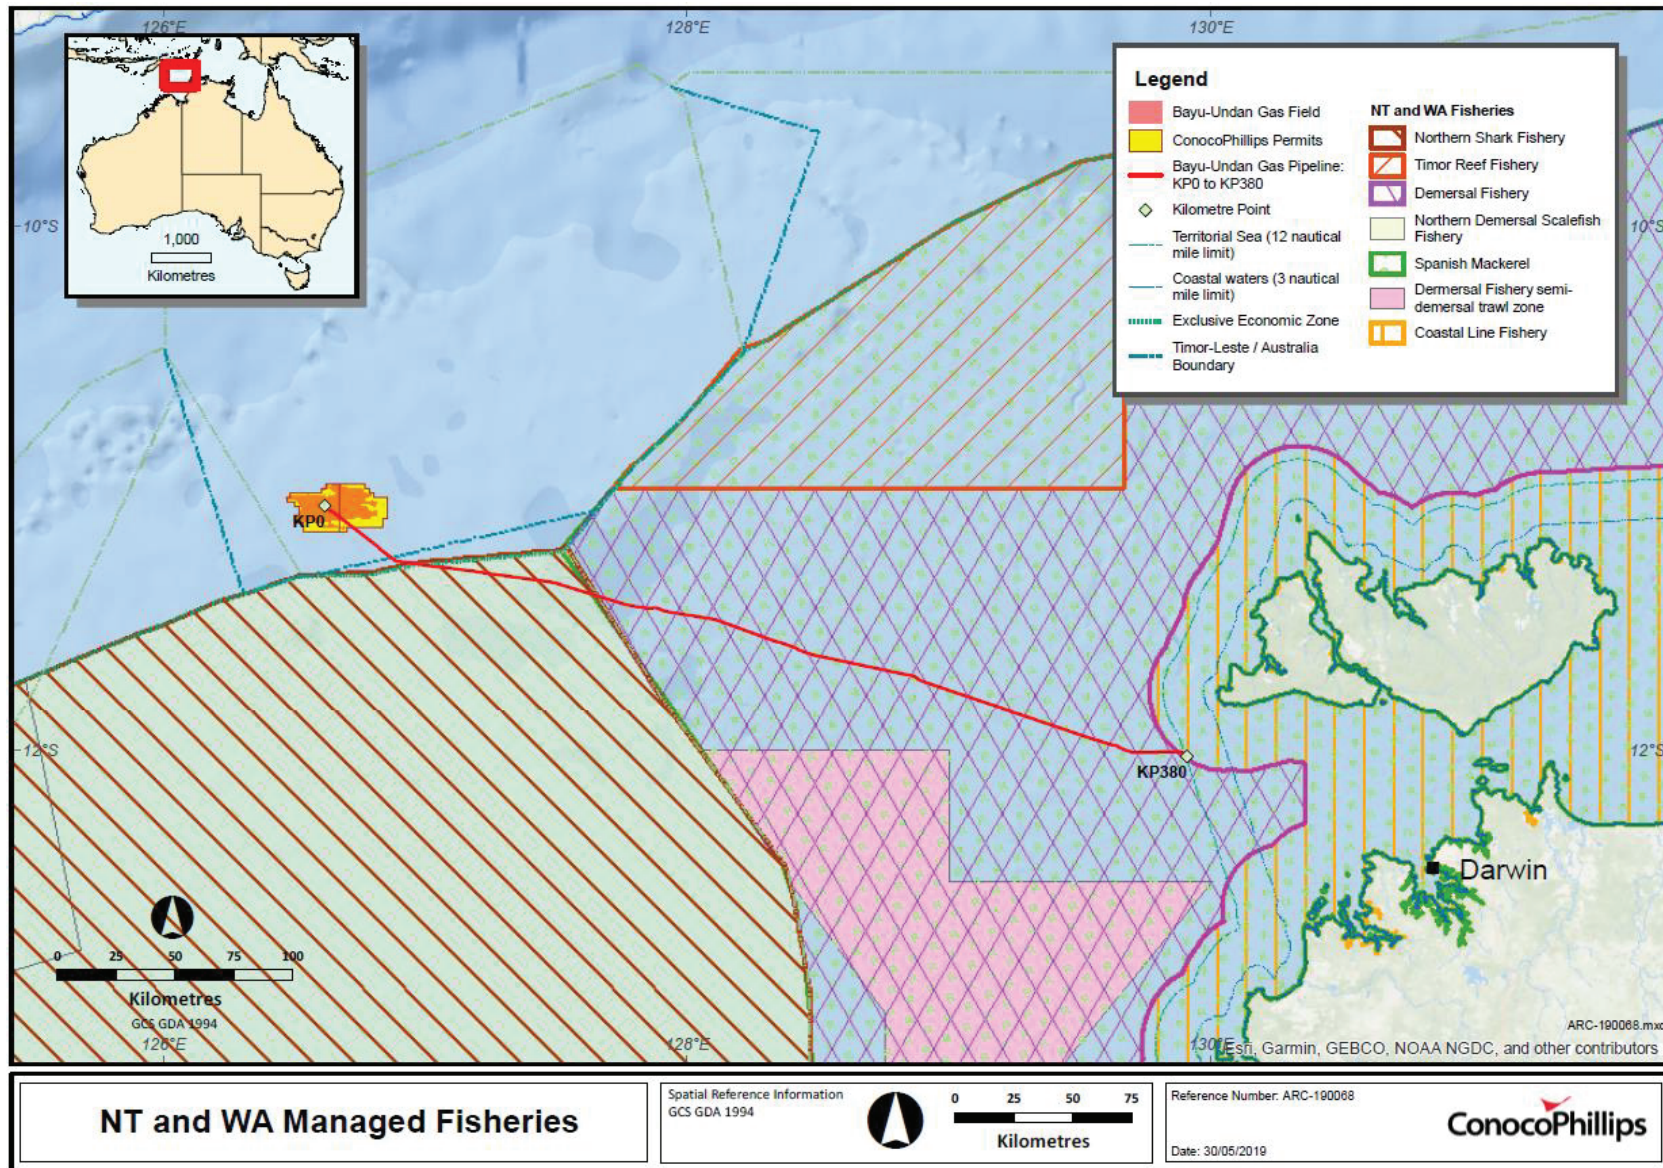 126°E
128°E
130°E
1,000
Kilometres
10°S
10°S
Legend
Bayu-Undan Gas Field
ConocoPhillips Permits
Bayu-Undan Gas Pipeline:
KP0 to KP380
Kilometre Point
Territorial Sea (12 nautical
mile limit)
Coastal waters (3 nautical
mile limit)
Exclusive Economic Zone
Timor-Leste / Australia
Boundary
NT and WA Fisheries
Northern Shark Fishery
Timor Reef Fishery
Demersal Fishery
Northern Demersal Scalefish
Fishery
Spanish Mackerel
Dermersal Fishery semi-
demersal trawl zone
Coastal Line Fishery
KP0
12°S
12°S
KP380
Darwin
0 25 50 75 100
Kilometres
GCS GDA 1994
126°E
128°E
130°E
ARC-190068.mxd
Esri, Garmin, GEBCO, NOAA NGDC, and other contributors
NT and WA Managed Fisheries
Spatial Reference Information
GCS GDA 1994
0 25 50 75
Kilometres
Reference Number: ARC-190068
Date: 30/05/2019
ConocoPhillips